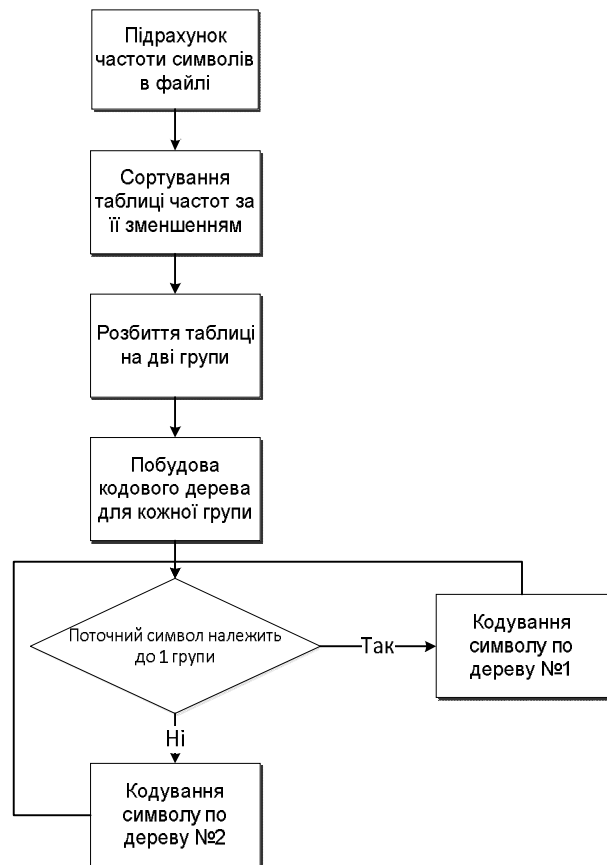 Підрахунок
частоти символів
в файлі
Сортування
таблиці частот за
її зменшенням
Розбиття таблиці
на дві групи
Побудова
кодового дерева
для кожної групи
Поточний символ належить
до 1 групи
Так
Кодування
символу по
дереву №1
Ні
Кодування
символу по
дереву №2